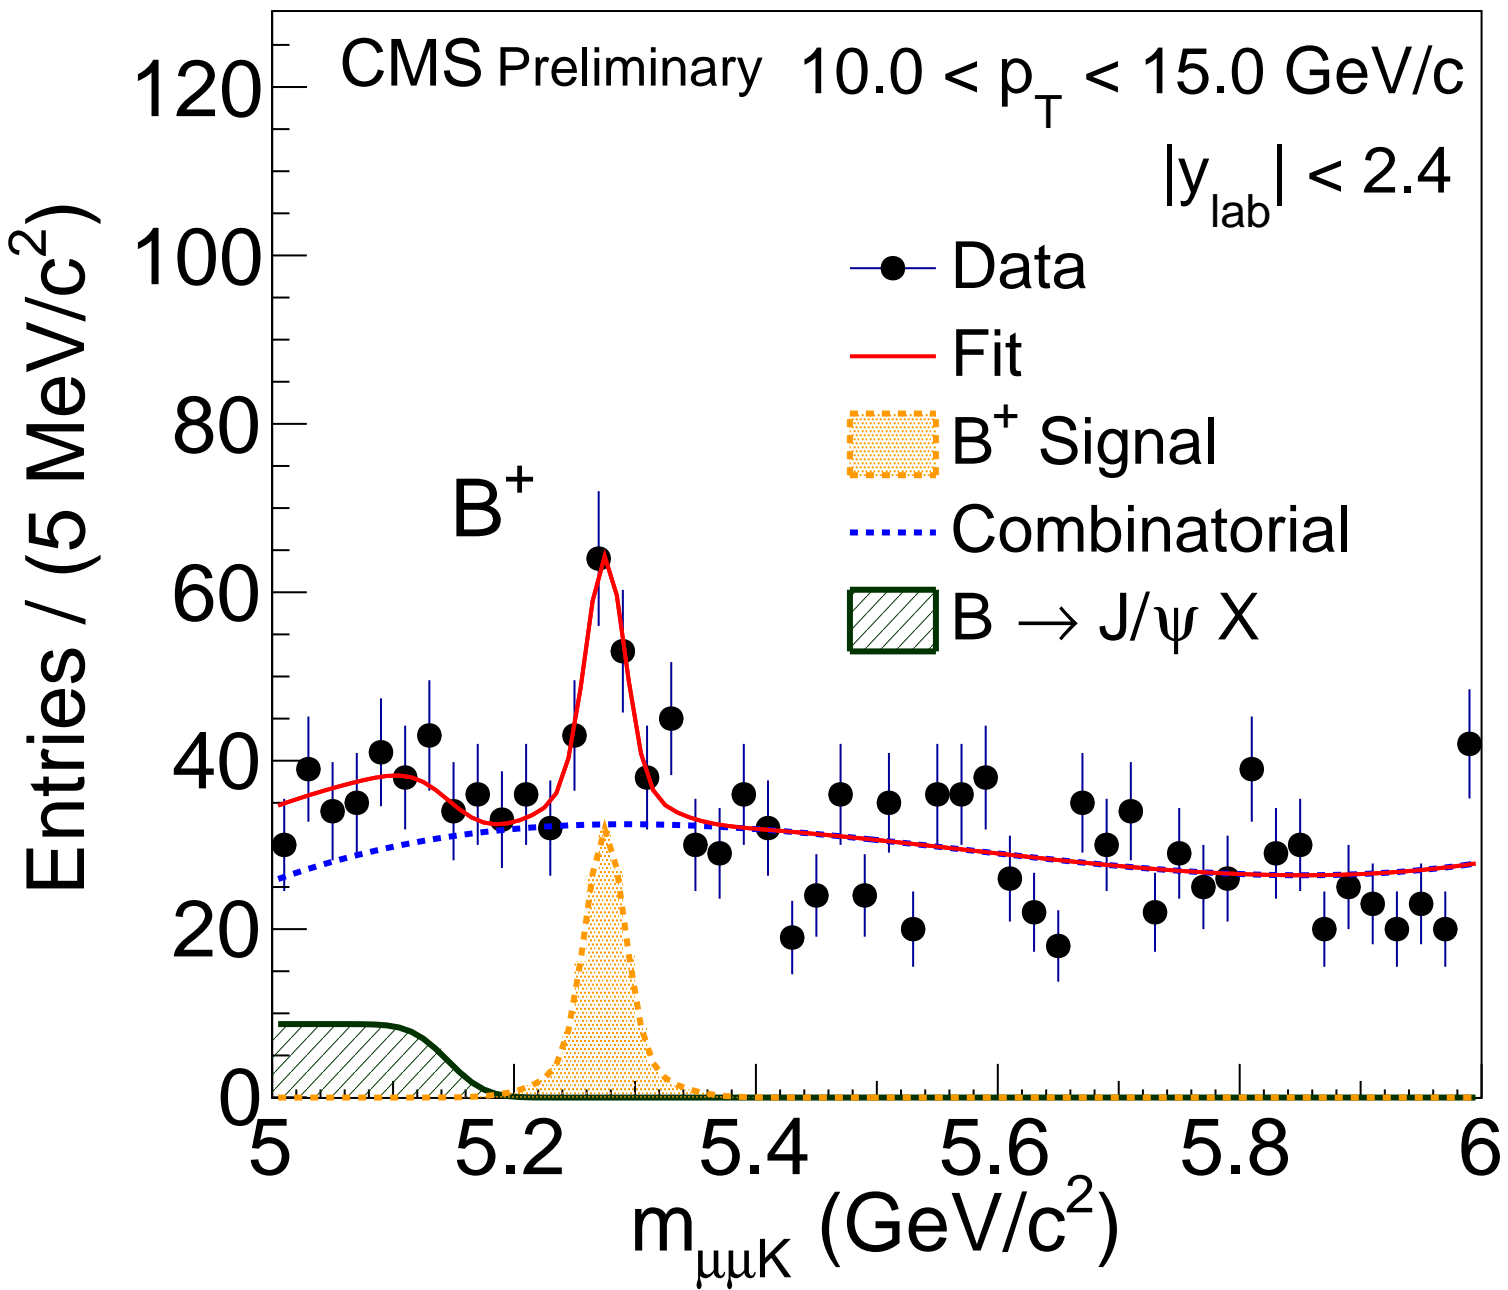 CMS Preliminary 10.0 < p_T < 15.0 GeV/c
|y_lab| < 2.4
Data
Fit
B⁺ Signal
Combinatorial
B → J/ψ X
B⁺
Entries / (5 MeV/c²)
120
100
80
60
40
20
0
5 5.2 5.4 5.6 5.8 6
m_μμK (GeV/c²)